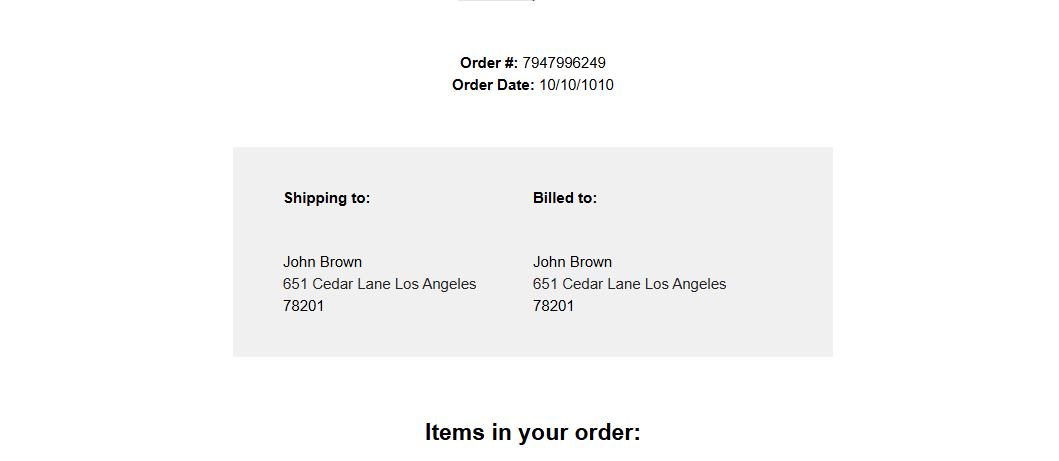 Order #: 7947996249
Order Date: 10/10/1010
Shipping to:
Billed to:
John Brown
651 Cedar Lane Los Angeles
78201
John Brown
651 Cedar Lane Los Angeles
78201
Items in your order: